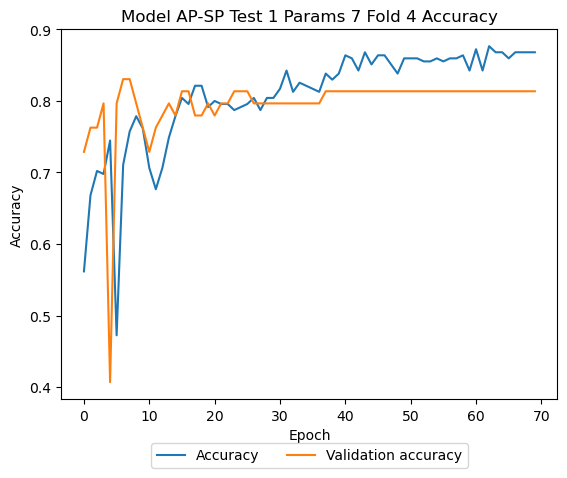 Model AP-SP Test 1 Params 7 Fold 4 Accuracy
0.9
0.8
0.7
0.6
0.5
0.4
Accuracy
0 10 20 30 40 50 60 70
Epoch
Accuracy Validation accuracy